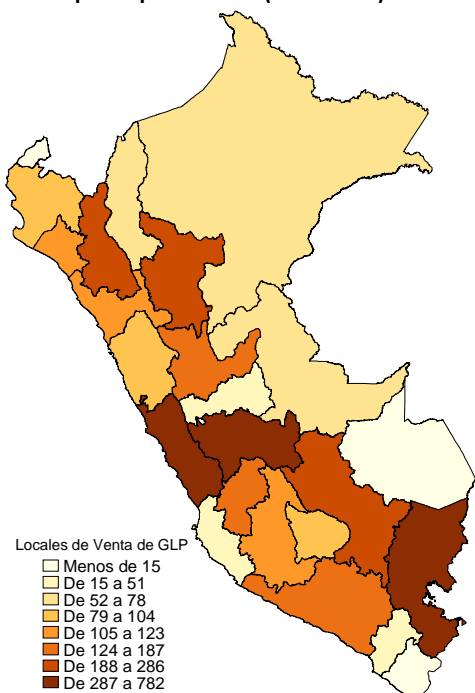 Locales de Venta de GLP
Menos de 15
De 15 a 51
De 52 a 78
De 79 a 104
De 105 a 123
De 124 a 187
De 188 a 286
De 287 a 782